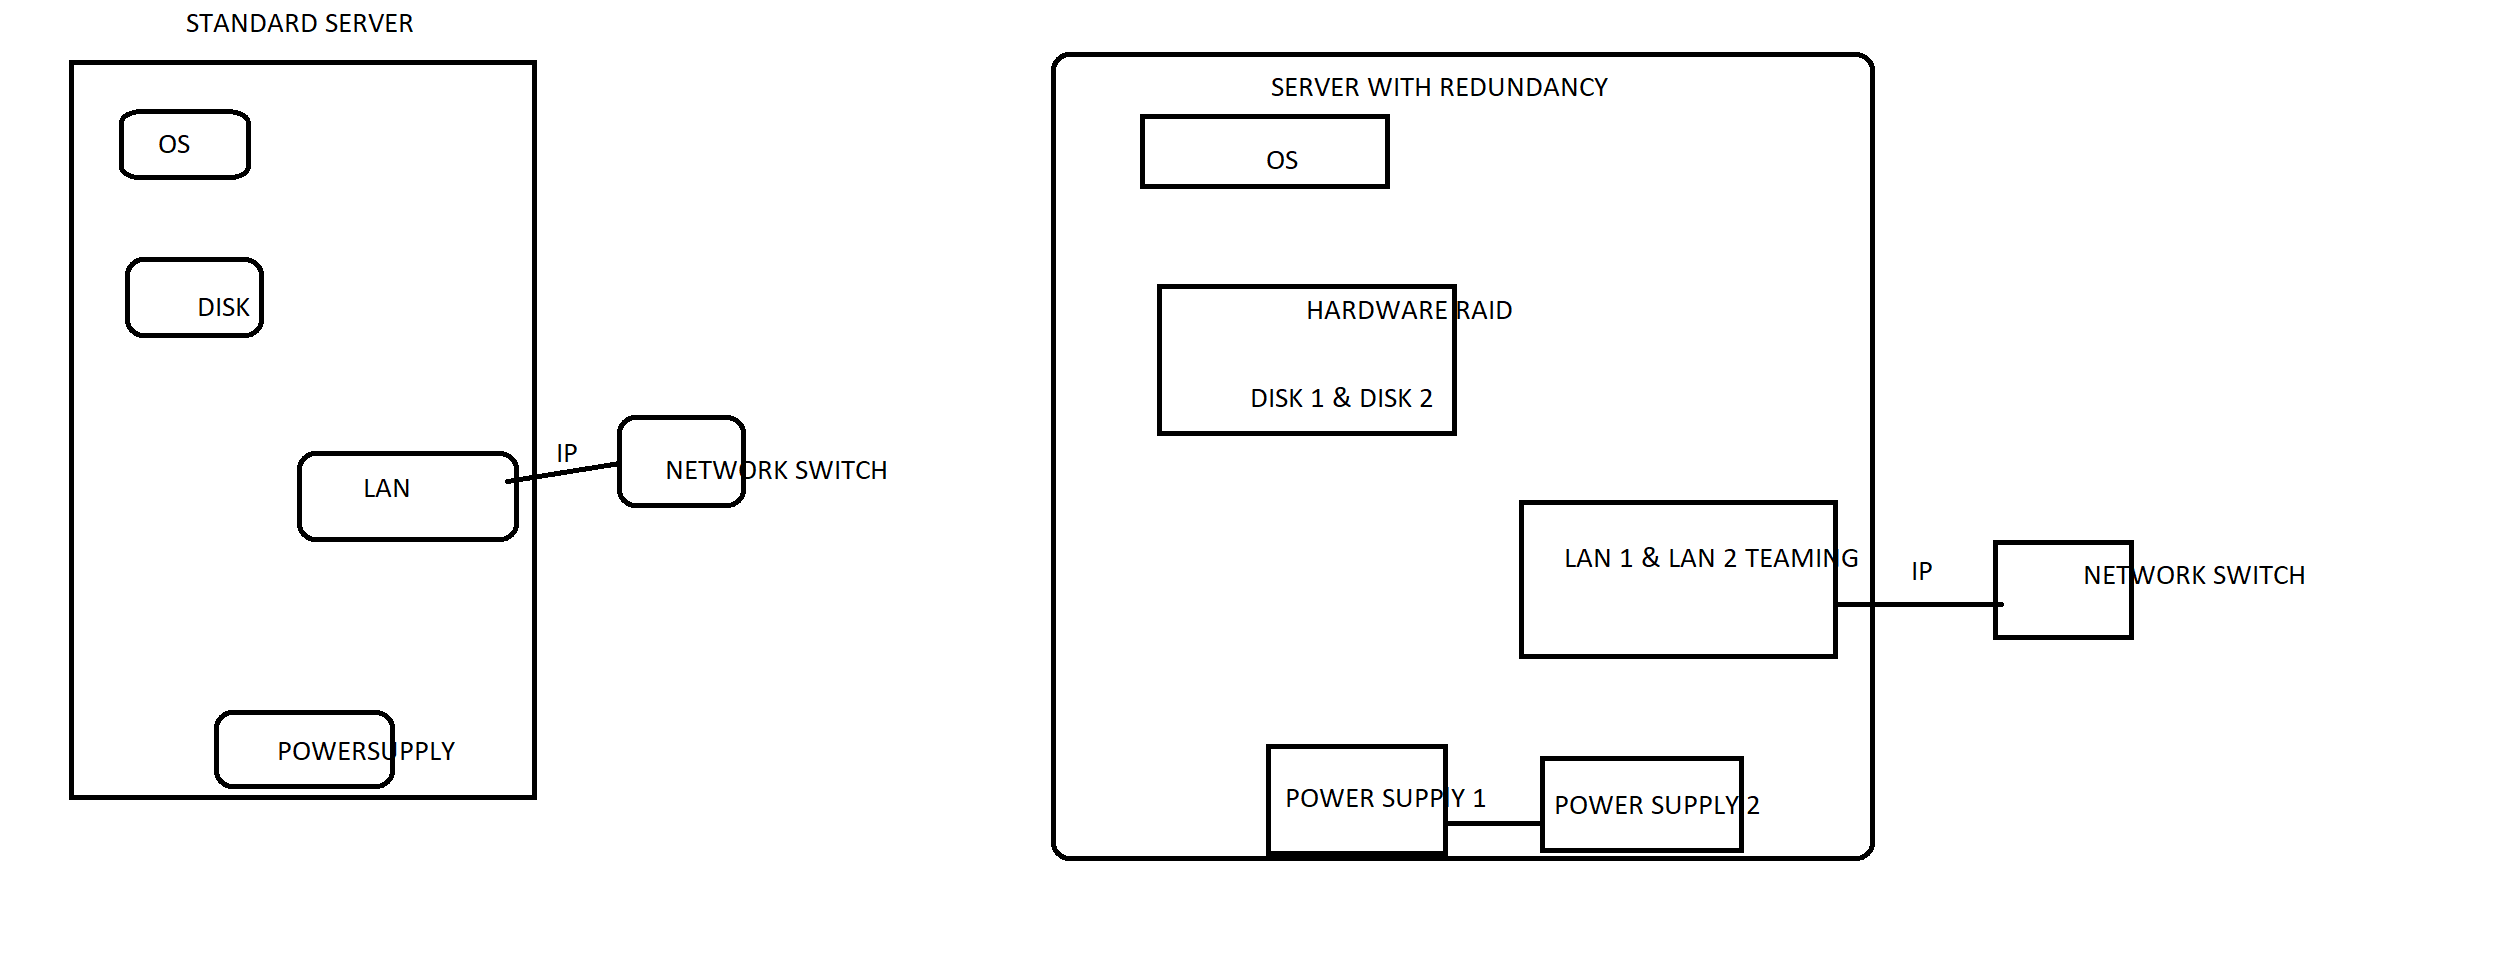 STANDARD SERVER
OS
DISK
LAN
IP
NETWORK SWITCH
POWERSUPPLY
SERVER WITH REDUNDANCY
OS
HARDWARE RAID
DISK 1 & DISK 2
LAN 1 & LAN 2 TEAMING
IP
NETWORK SWITCH
POWER SUPPLY 1
POWER SUPPLY 2